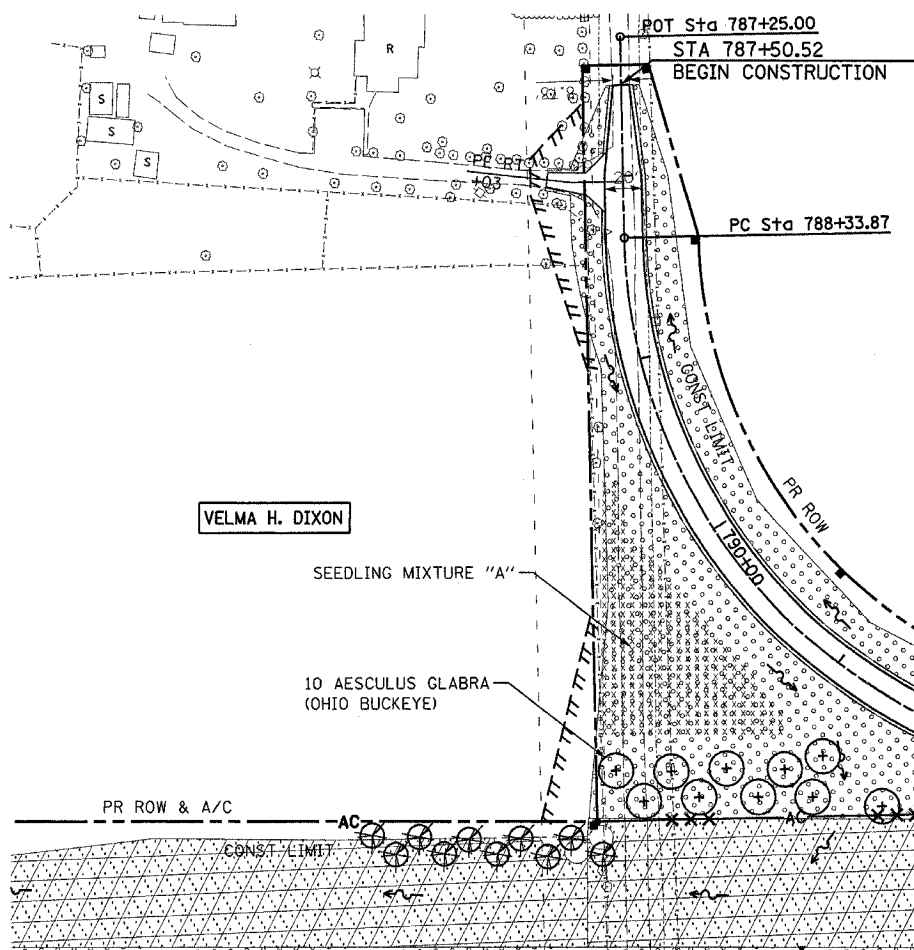 POT Sta 787+25.00
STA 787+50.52
BEGIN CONSTRUCTION
R
S
S
S
PE RT
+03
PC Sta 788+33.87
CONST LIMIT
PR ROW
790+00
VELMA H. DIXON
SEEDLING MIXTURE "A"
10 AESCULUS GLABRA
(OHIO BUCKEYE)
PR ROW & A/C
AC
AC
CONST LIMIT